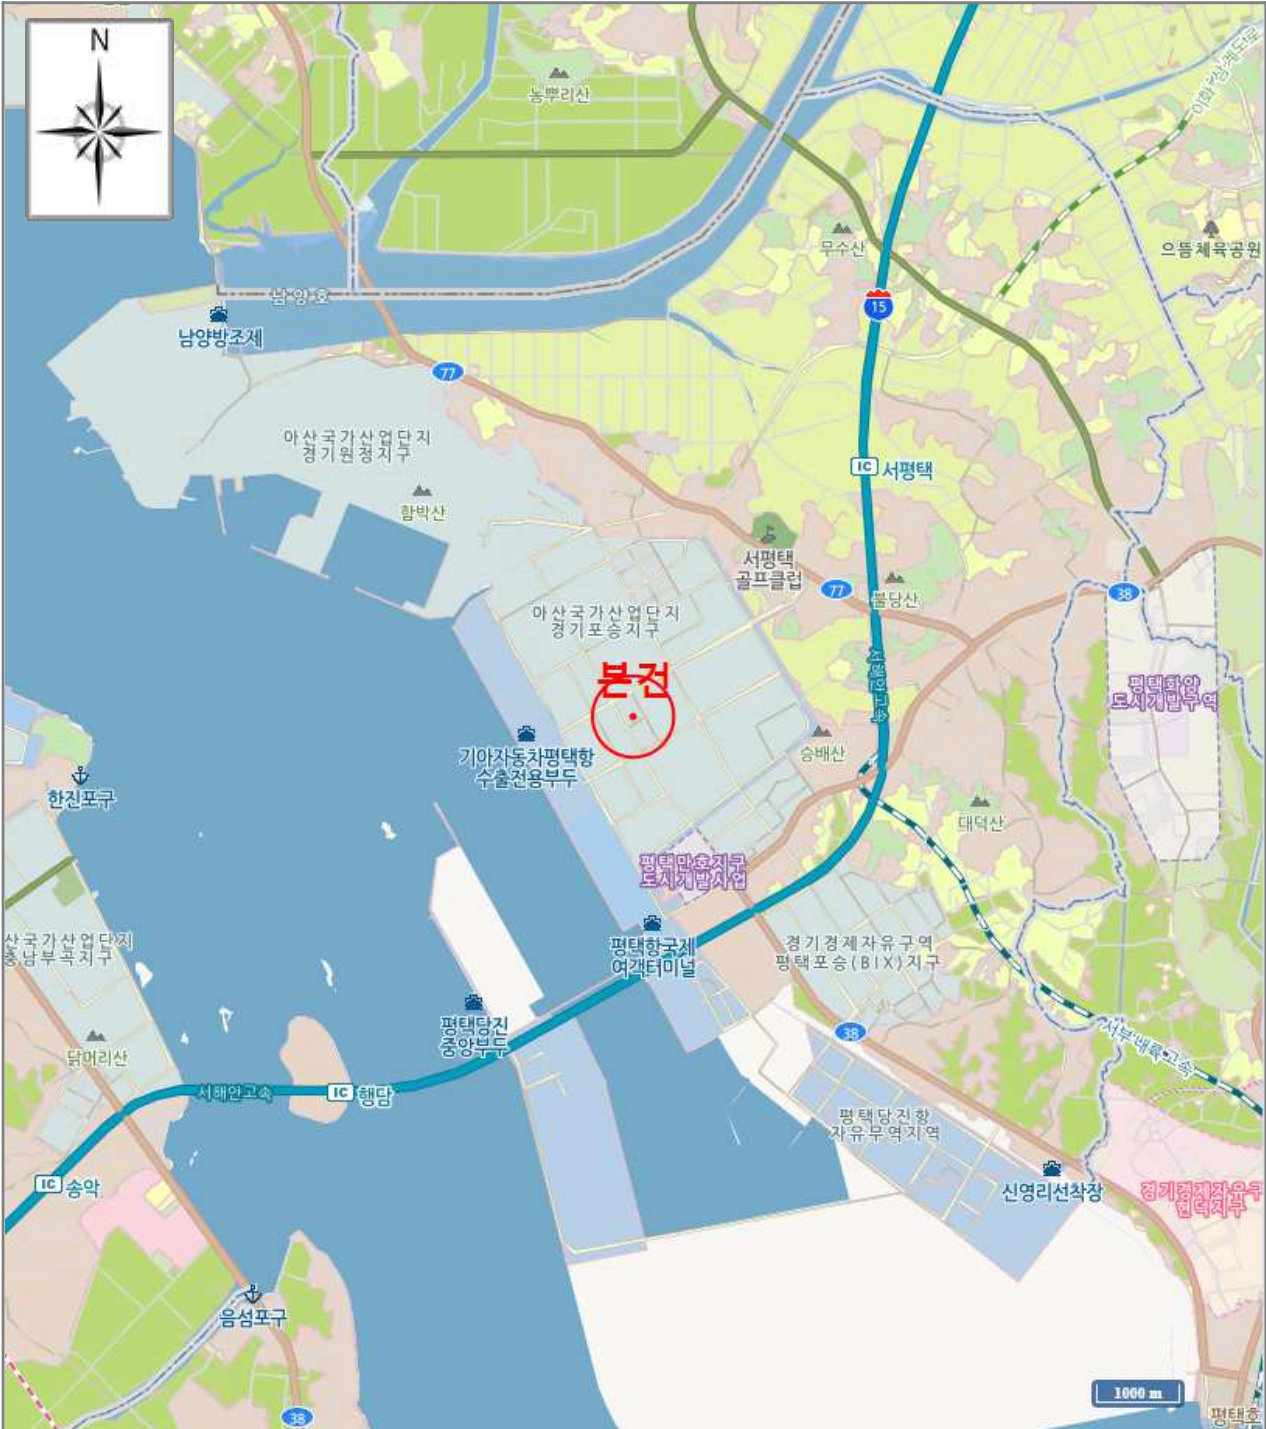 N
농뿌리산
이화~삼계도로
무수산
으뜸체육공원
15
남양호
남양방조제
77
아산국가산업단지
경기원정지구
IC 서평택
함박산
서평택
골프클럽
77
봉당산
38
아산국가산업단지
경기포승지구
본건
서해안고속
평택화양
도시개발구역
기아자동차평택항
수출전용부두
승배산
한진포구
대덕산
평택만호지구
도시개발사업
산국가산업단지
충남부곡지구
평택항국제
여객터미널
경기경제자유구역
평택포승(BIX)지구
평택당진
중앙부두
38
닭머리산
서부내륙고속
서해안고속
IC 행담
평택당진항
자유무역지역
IC 송악
신영리선착장
경기경제자유구
현덕지구
음섬포구
1000 m
38
평택호